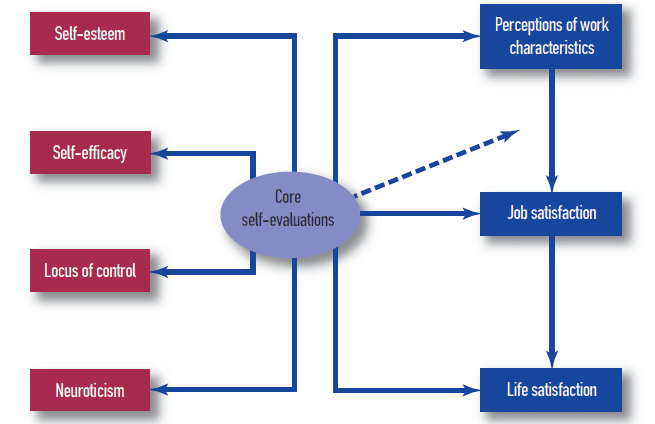 Self-esteem
Self-efficacy
Locus of control
Neuroticism
Core
self-evaluations
Perceptions of work
characteristics
Job satisfaction
Life satisfaction